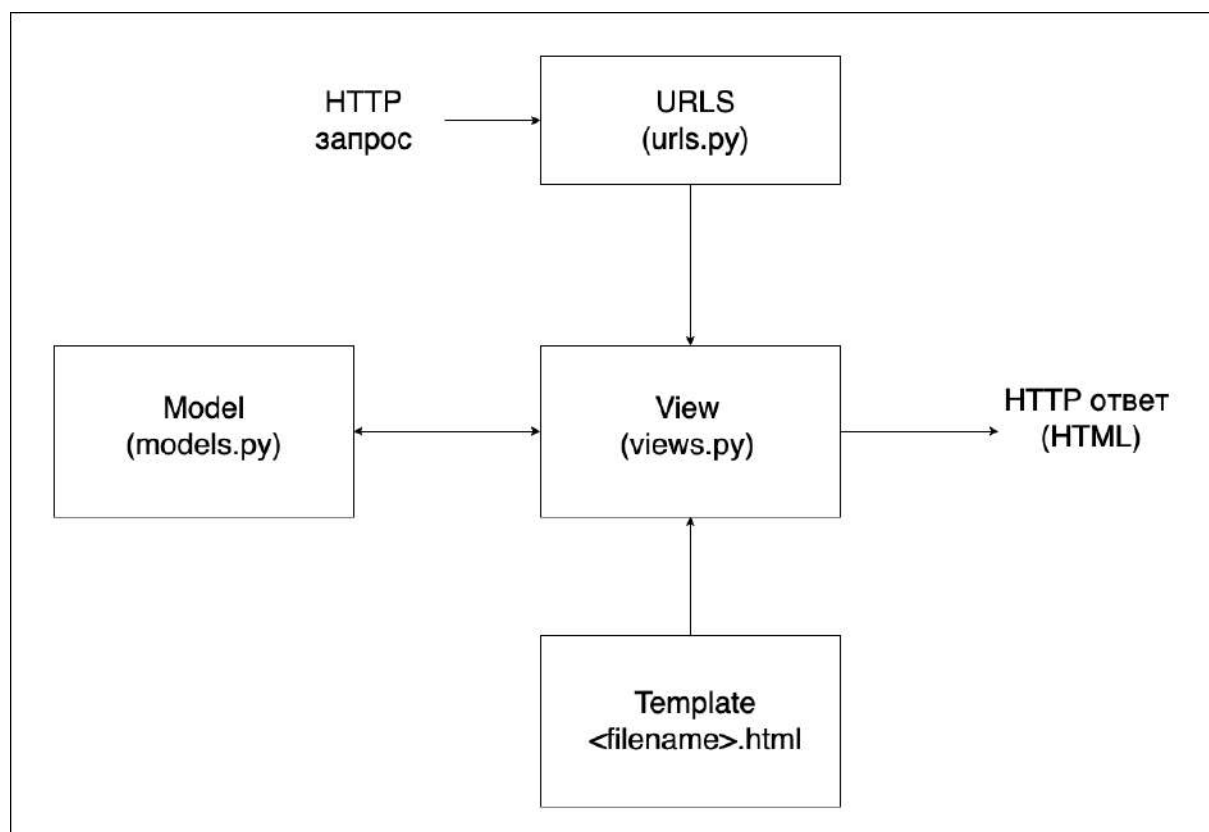 HTTP
запрос
URLS
(urls.py)
Model
(models.py)
View
(views.py)
HTTP ответ
(HTML)
Template
<filename>.html